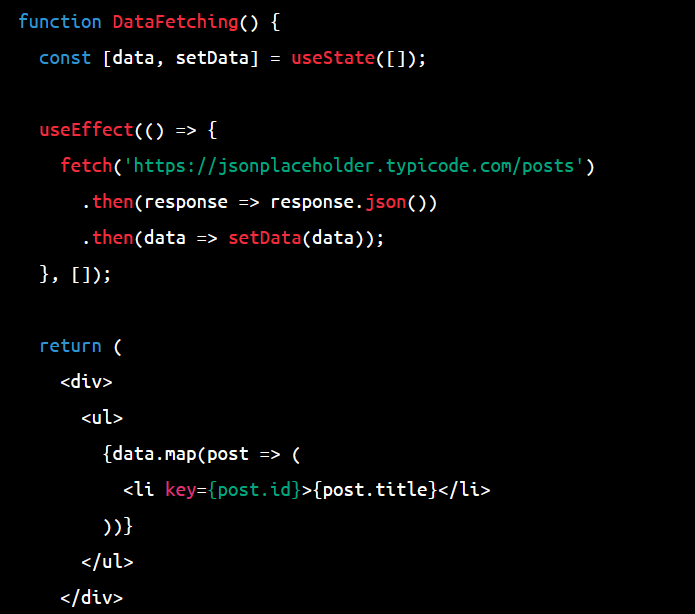 function DataFetching() {
  const [data, setData] = useState([]);

  useEffect(() => {
    fetch('https://jsonplaceholder.typicode.com/posts')
      .then(response => response.json())
      .then(data => setData(data));
  }, []);

  return (
    <div>
      <ul>
        {data.map(post => (
          <li key={post.id}>{post.title}</li>
        ))}
      </ul>
    </div>